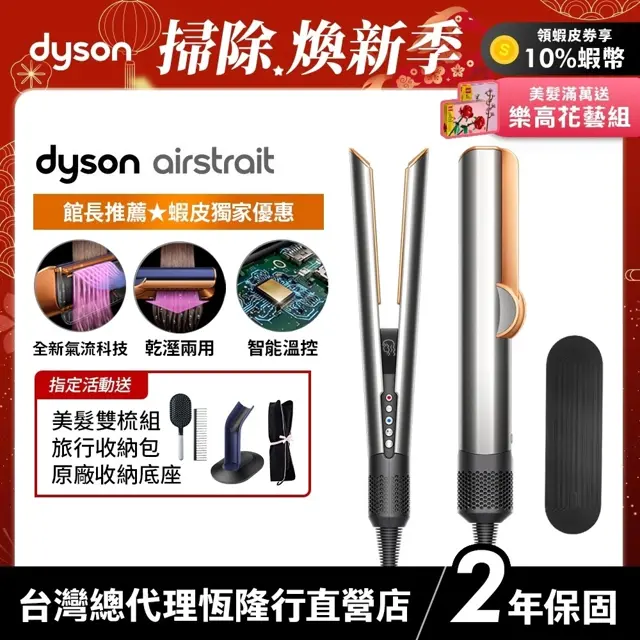 dyson 掃除煥新季
領蝦皮券享
10%蝦幣
美髮滿萬送
樂高花藝組
dyson airstrait
館長推薦★蝦皮獨家優惠
全新氣流科技
乾溼兩用
智能溫控
指定活動送
美髮雙梳組
旅行收納包
原廠收納底座
台灣總代理恆隆行直營店
2年保固